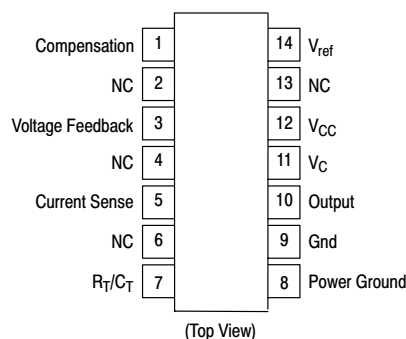 Compensation 1 14 Vref
NC 2 13 NC
Voltage Feedback 3 12 VCC
NC 4 11 VC
Current Sense 5 10 Output
NC 6 9 Gnd
RT/CT 7 8 Power Ground
(Top View)